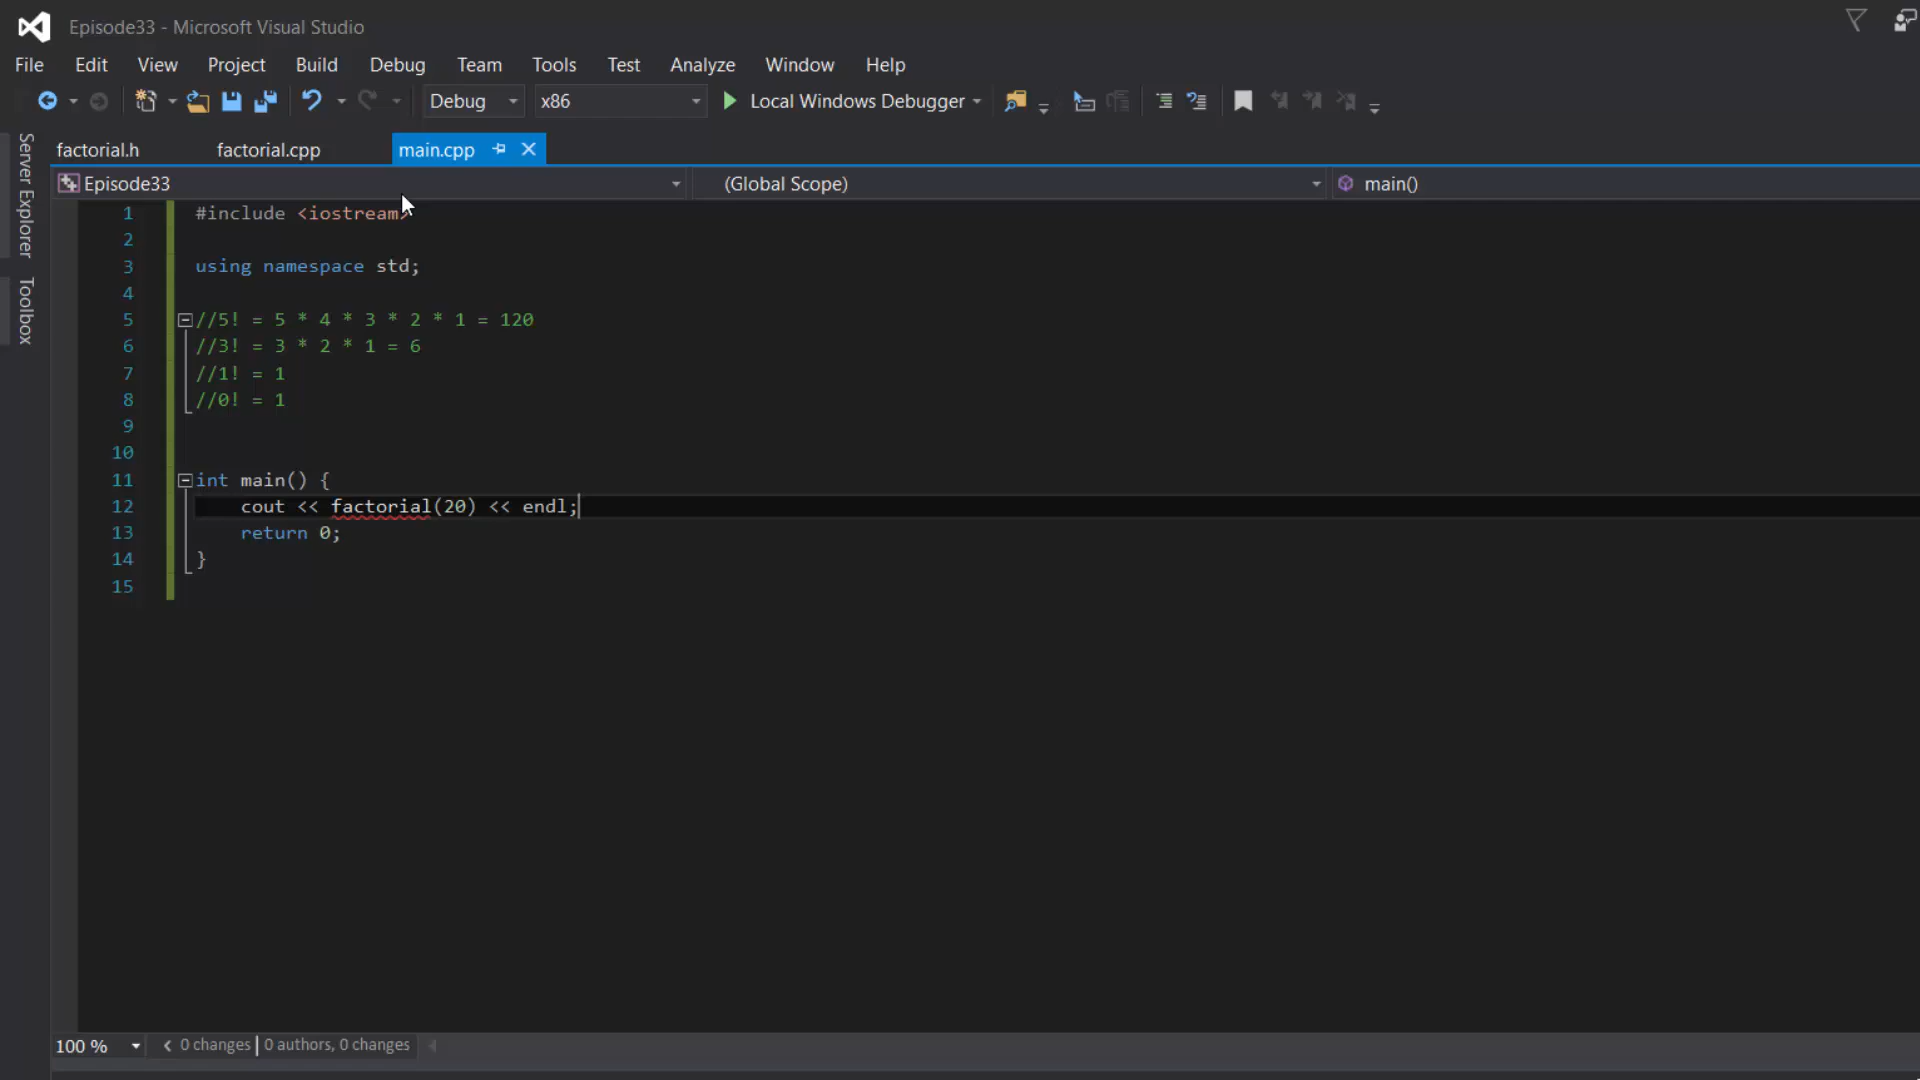 Episode33 - Microsoft Visual Studio
File Edit View Project Build Debug Team Tools Test Analyze Window Help
Debug x86 Local Windows Debugger
Server Explorer
Toolbox
factorial.h factorial.cpp main.cpp
Episode33 (Global Scope) main()
1 #include <iostream>
2
3 using namespace std;
4
5 //5! = 5 * 4 * 3 * 2 * 1 = 120
6 //3! = 3 * 2 * 1 = 6
7 //1! = 1
8 //0! = 1
9
10
11 int main() {
12 cout << factorial(20) << endl;
13 return 0;
14 }
15
100 % 0 changes | 0 authors, 0 changes